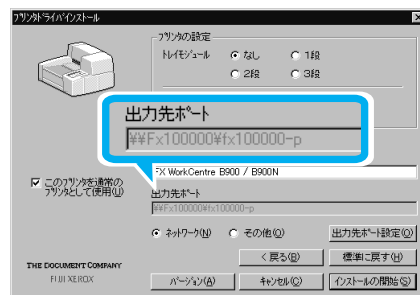 プリンタドライバインストール
プリンタの設定
トレイモジュール なし 1段
2段 3段
出力先ポート
¥¥Fx100000¥fx100000-p
FX WorkCentre B900 / B900N
このプリンタを通常の
プリンタとして使用(U)
出力先ポート
¥¥Fx100000¥fx100000-p
ネットワーク(N) その他(O) 出力先ポート設定(O)
< 戻る(B) 標準に戻す(H)
THE DOCUMENT COMPANY
FUJI XEROX
バージョン(A) キャンセル(C) インストールの開始(S)